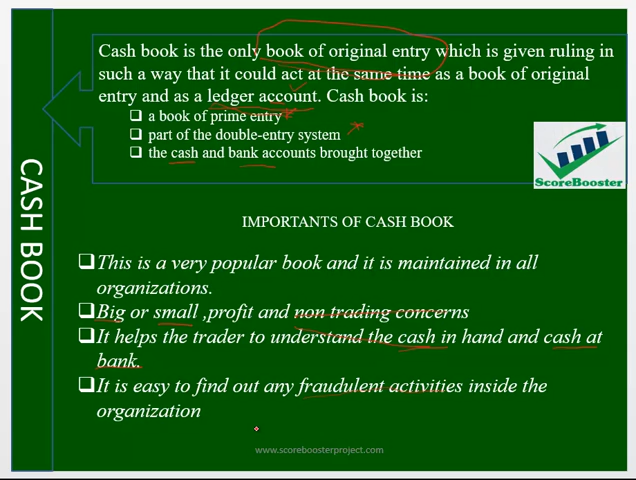 Cash book is the only book of original entry which is given ruling in
such a way that it could act at the same time as a book of original
entry and as a ledger account. Cash book is:
a book of prime entry
part of the double-entry system
the cash and bank accounts brought together
ScoreBooster
CASH BOOK
IMPORTANTS OF CASH BOOK
This is a very popular book and it is maintained in all
organizations.
Big or small ,profit and non trading concerns
It helps the trader to understand the cash in hand and cash at
bank.
It is easy to find out any fraudulent activities inside the
organization
www.scoreboosterproject.com